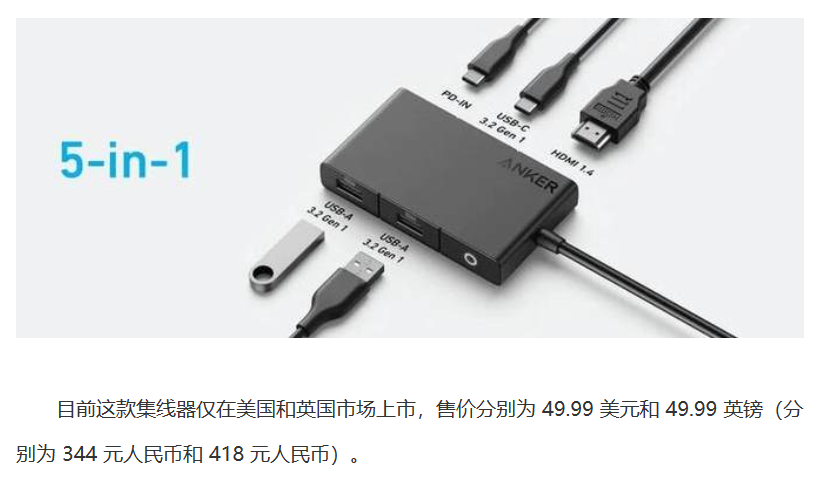 5-in-1
PD-IN
USB-C
3.2 Gen 1
HDMI 1.4
ANKER
USB-A
3.2 Gen 1
USB-A
3.2 Gen 1
目前这款集线器仅在美国和英国市场上市，售价分别为 49.99 美元和 49.99 英镑（分
别为 344 元人民币和 418 元人民币）。